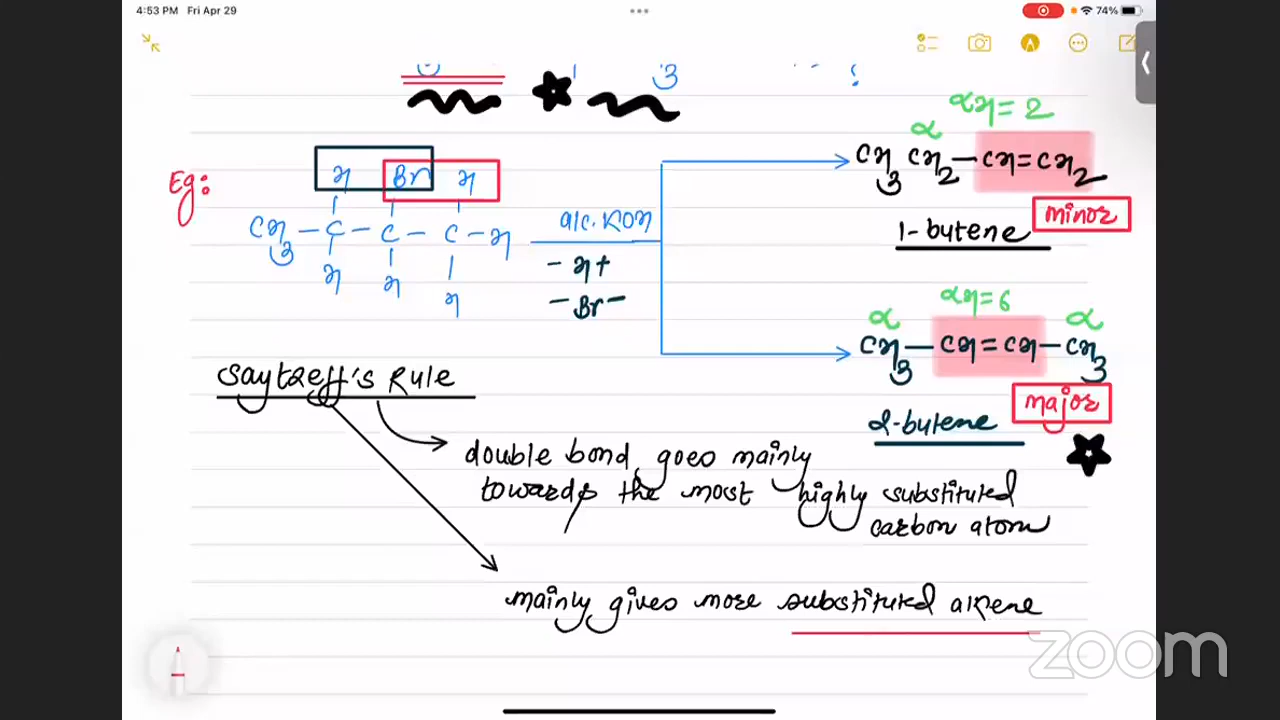 4:53 PM Fri Apr 29
74%
αH=2
α
CH3 CH2–CH=CH2
minor
1-butene
Eg:
H Br H
CH3–C–C–C–H
H H H
alc.KOH
-H+
-Br-
αH=6
α α
CH3–CH=CH–CH3
major
2-butene
Saytzeff's Rule
double bond goes mainly
towards the most highly substituted
carbon atom
mainly gives more substituted alkene
zoom